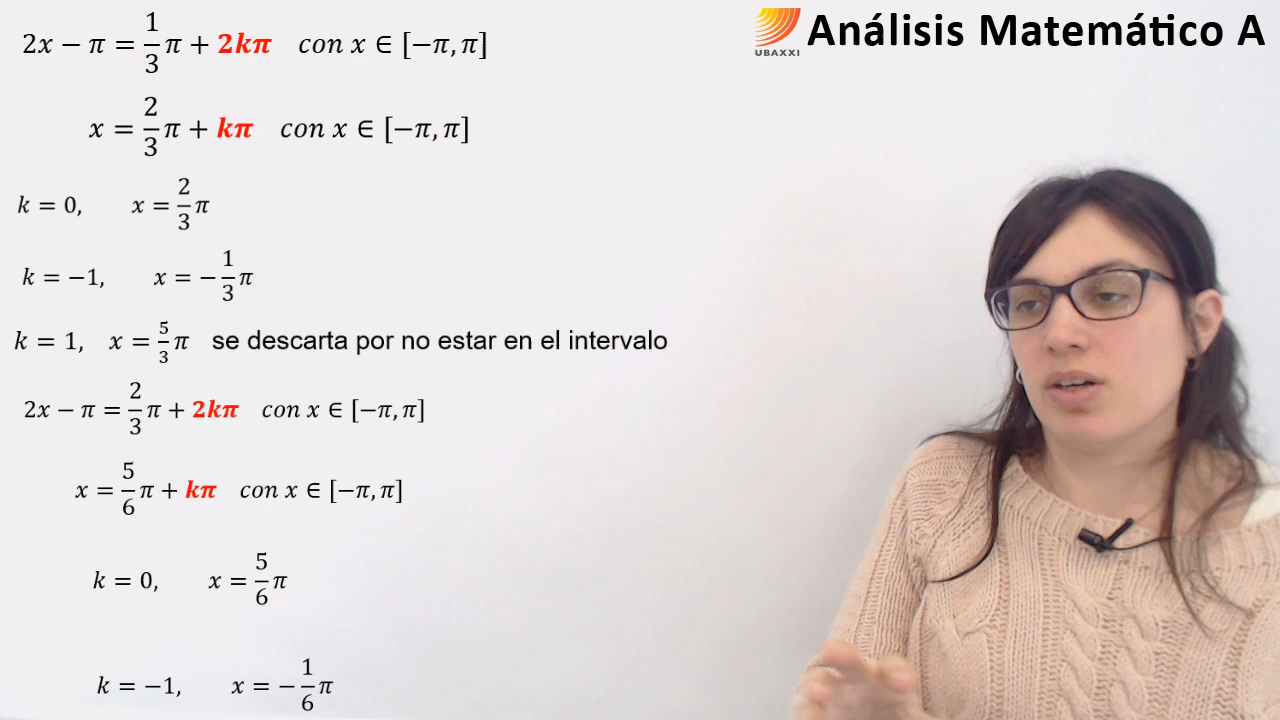 Análisis Matemático A
UBAXXI
2x − π = 1/3 π + 2kπ con x ∈ [−π, π]
x = 2/3 π + kπ con x ∈ [−π, π]
k = 0, x = 2/3 π
k = −1, x = − 1/3 π
k = 1, x = 5/3 π se descarta por no estar en el intervalo
2x − π = 2/3 π + 2kπ con x ∈ [−π, π]
x = 5/6 π + kπ con x ∈ [−π, π]
k = 0, x = 5/6 π
k = −1, x = − 1/6 π